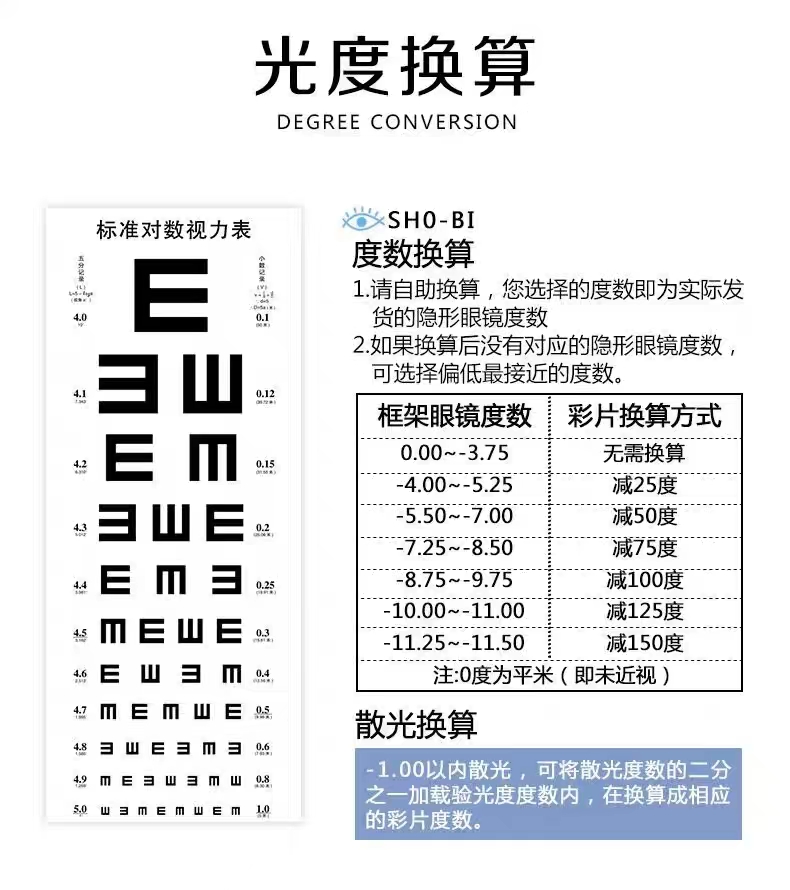 光度换算
DEGREE CONVERSION
标准对数视力表
五分记录
(L)
小数记录
(V)
4.0
0.1
4.1
0.12
4.2
0.15
4.3
0.2
4.4
0.25
4.5
0.3
4.6
0.4
4.7
0.5
4.8
0.6
4.9
0.8
5.0
1.0
SHO-BI
度数换算
1.请自助换算，您选择的度数即为实际发
货的隐形眼镜度数
2.如果换算后没有对应的隐形眼镜度数，
可选择偏低最接近的度数。
框架眼镜度数 彩片换算方式
0.00~-3.75 无需换算
-4.00~-5.25 减25度
-5.50~-7.00 减50度
-7.25~-8.50 减75度
-8.75~-9.75 减100度
-10.00~-11.00 减125度
-11.25~-11.50 减150度
注:0度为平米（即未近视）
散光换算
-1.00以内散光，可将散光度数的二分
之一加载验光度度数内，在换算成相应
的彩片度数。